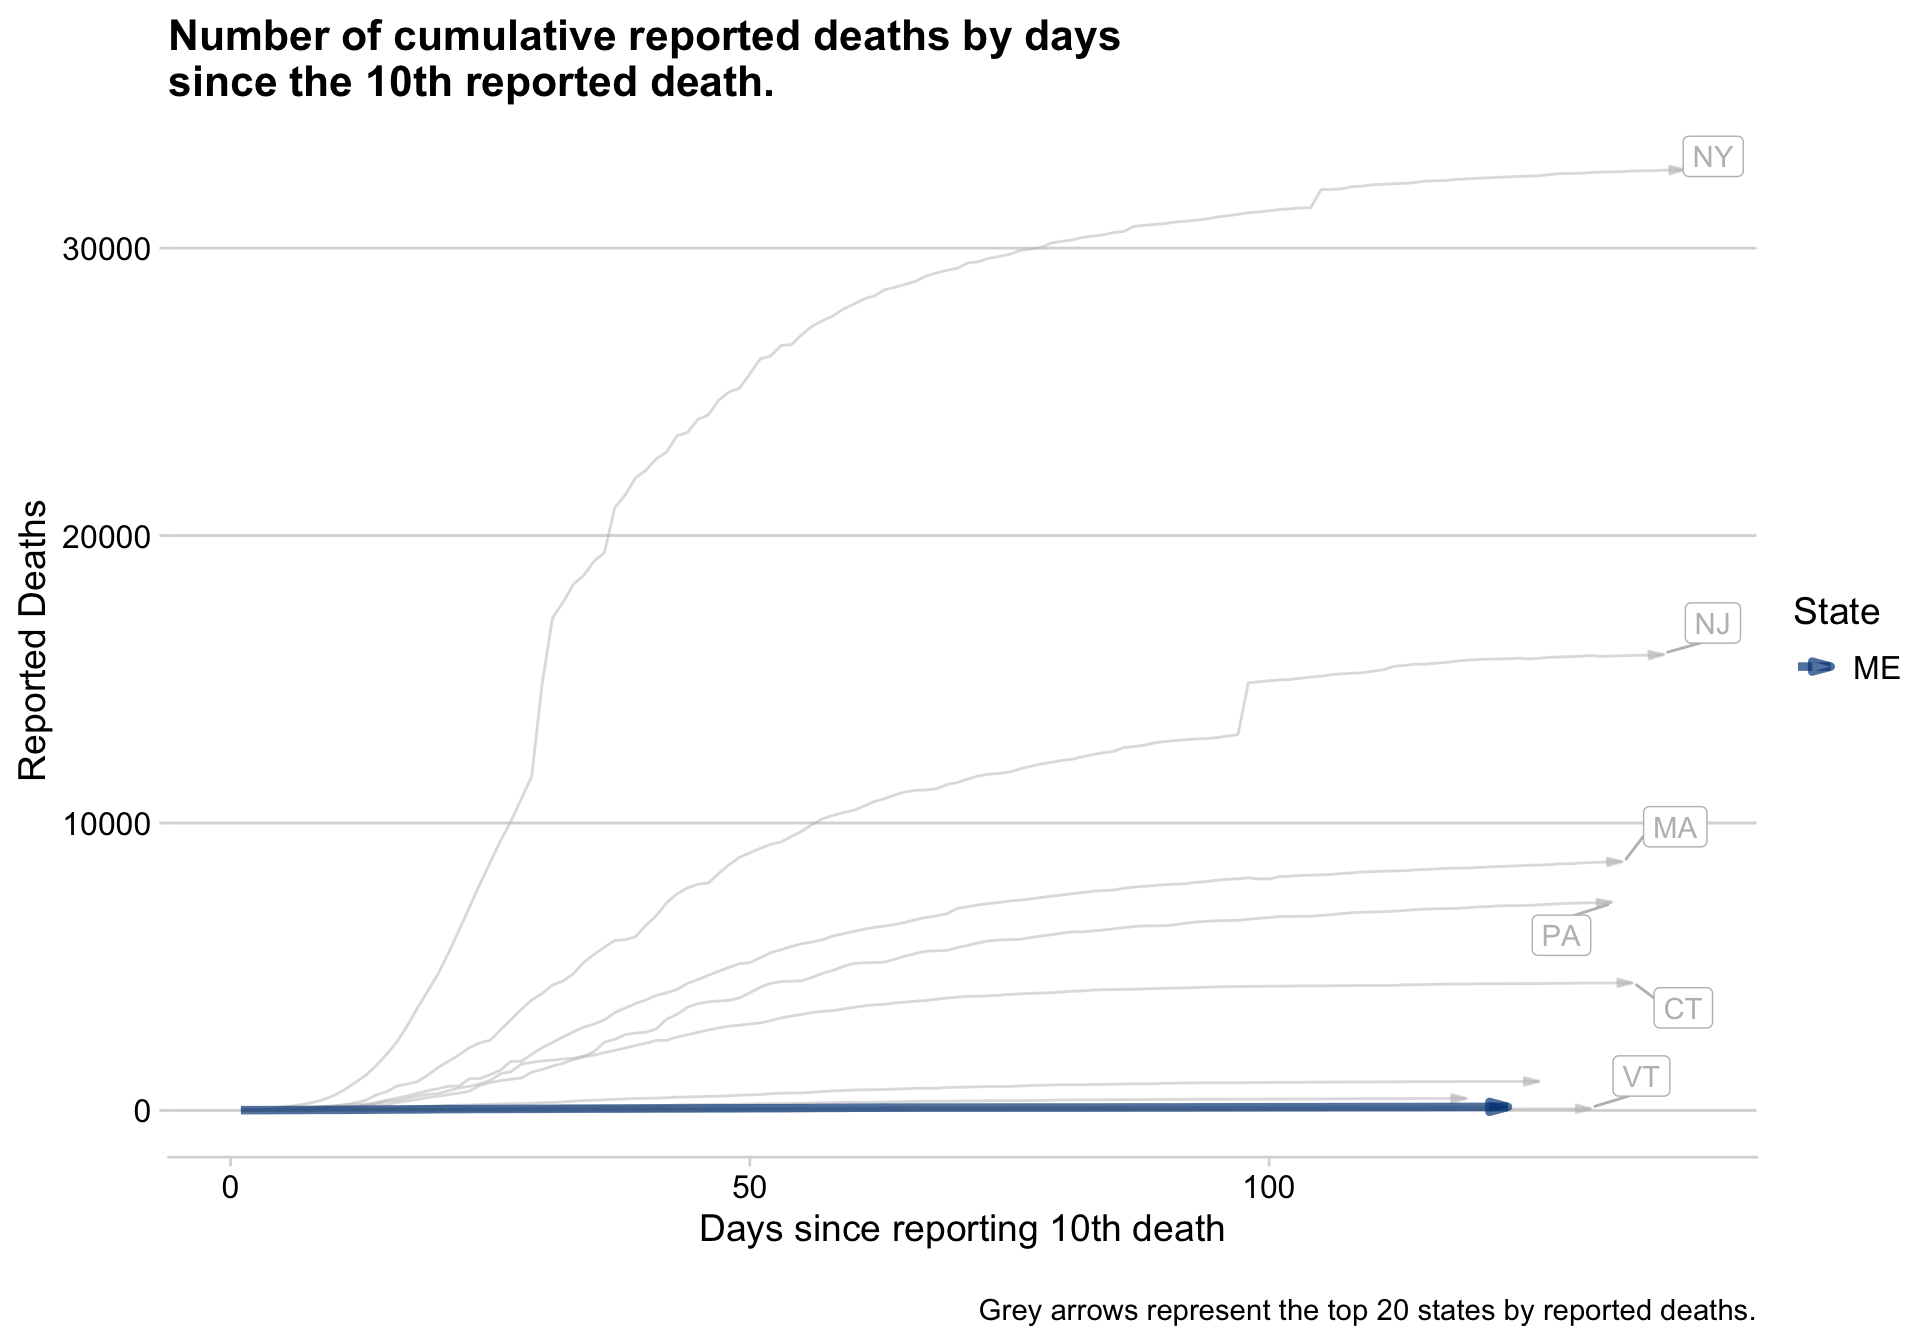 Number of cumulative reported deaths by days
since the 10th reported death.
NY
30000
20000
NJ
10000
MA
PA
CT
VT
0
Reported Deaths
State
ME
0 50 100
Days since reporting 10th death
Grey arrows represent the top 20 states by reported deaths.